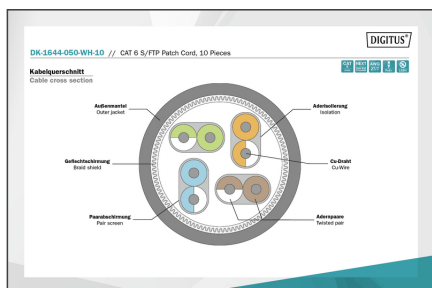 DIGITUS®
DK-1644-050-WH-10 // CAT 6 S/FTP Patch Cord, 10 Pieces
Kabelquerschnitt
Cable cross section
Außenmantel
Outer jacket
Aderisolierung
Isolation
Geflechtschirmung
Braid shield
Cu-Draht
Cu-Wire
Paarabschirmung
Pair screen
Adernpaare
Twisted pair